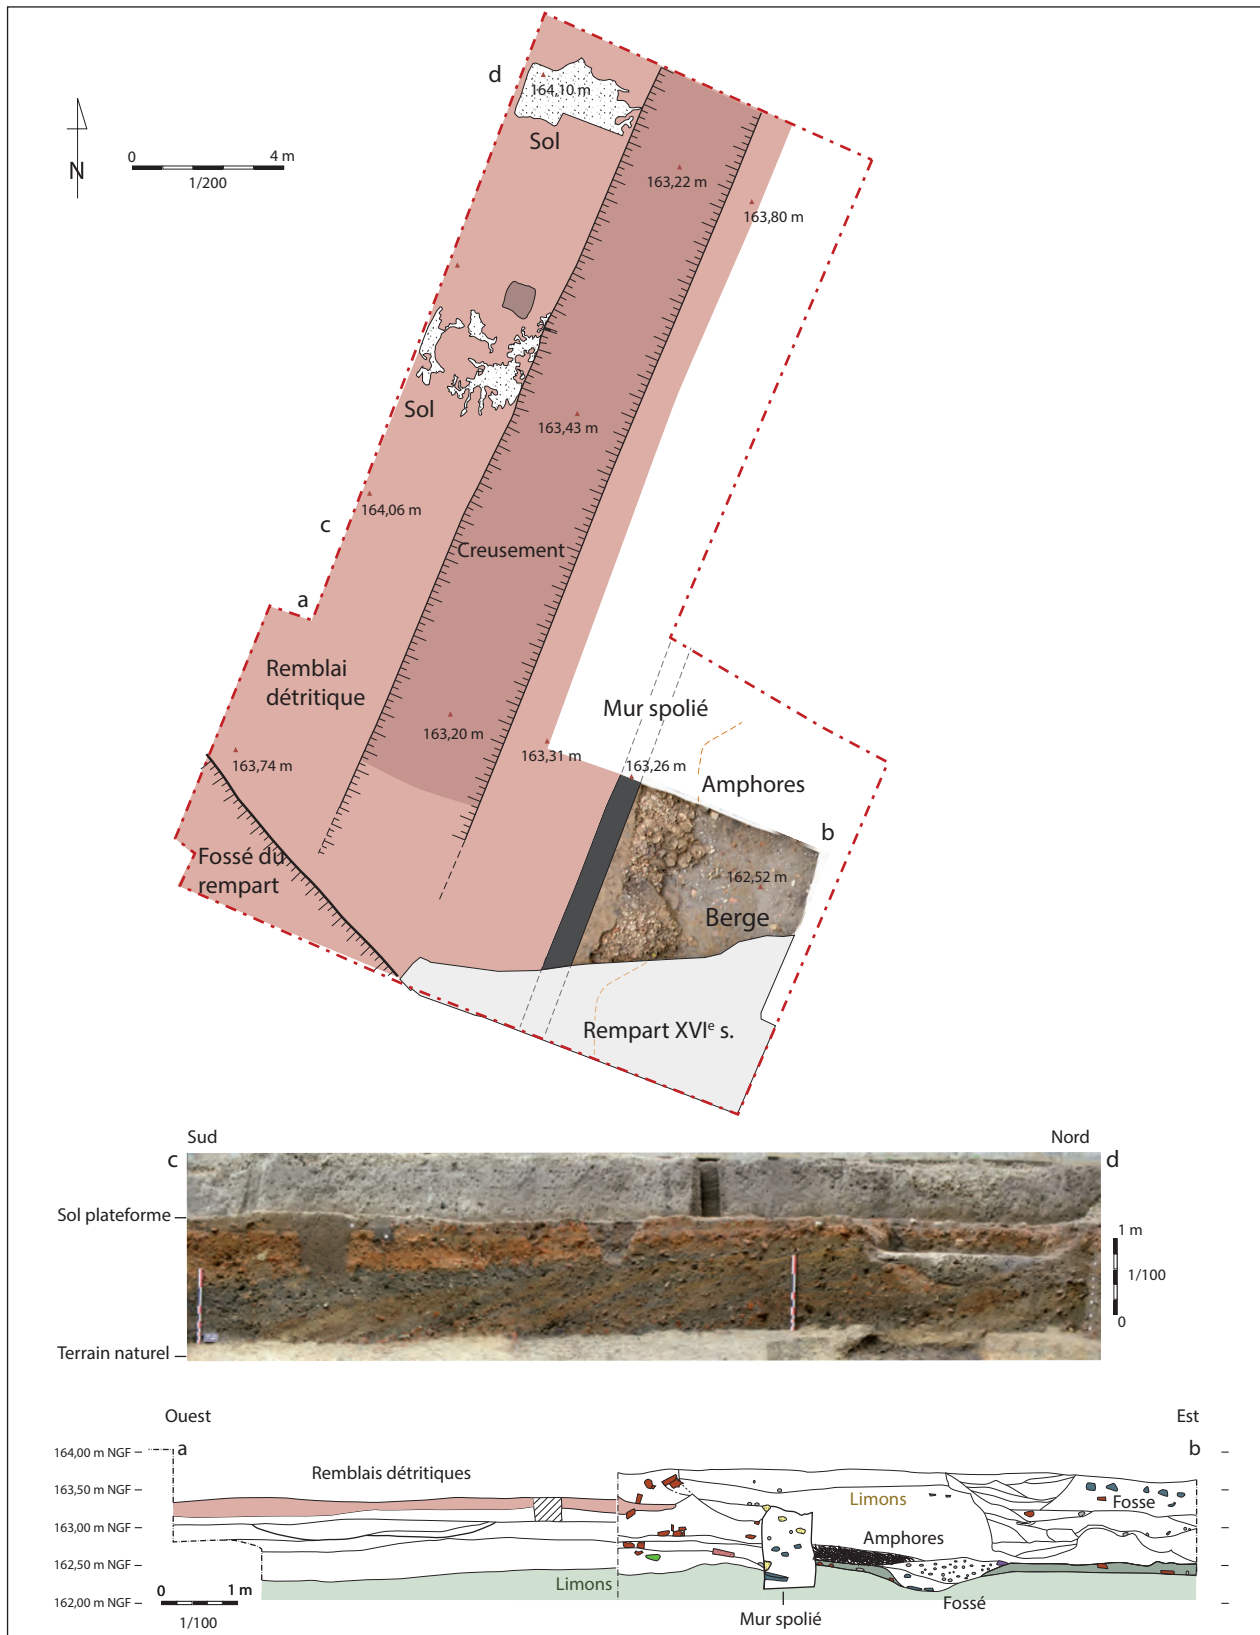 d
164,10 m
Sol
N
0 4 m
1/200
163,22 m
163,80 m
Sol
163,43 m
164,06 m
c
Creusement
a
Remblai
détritique
Mur spolié
163,20 m
163,31 m
163,26 m
163,74 m
Amphores
b
Fossé du
rempart
162,52 m
Berge
Rempart XVIe s.
Sud
Nord
c
d
Sol plateforme
1 m
1/100
0
Terrain naturel
Ouest
Est
a
b
164,00 m NGF
Remblais détritiques
163,50 m NGF
Limons
Fosse
163,00 m NGF
Amphores
162,50 m NGF
Limons
0 1 m
162,00 m NGF
Fossé
1/100
Mur spolié